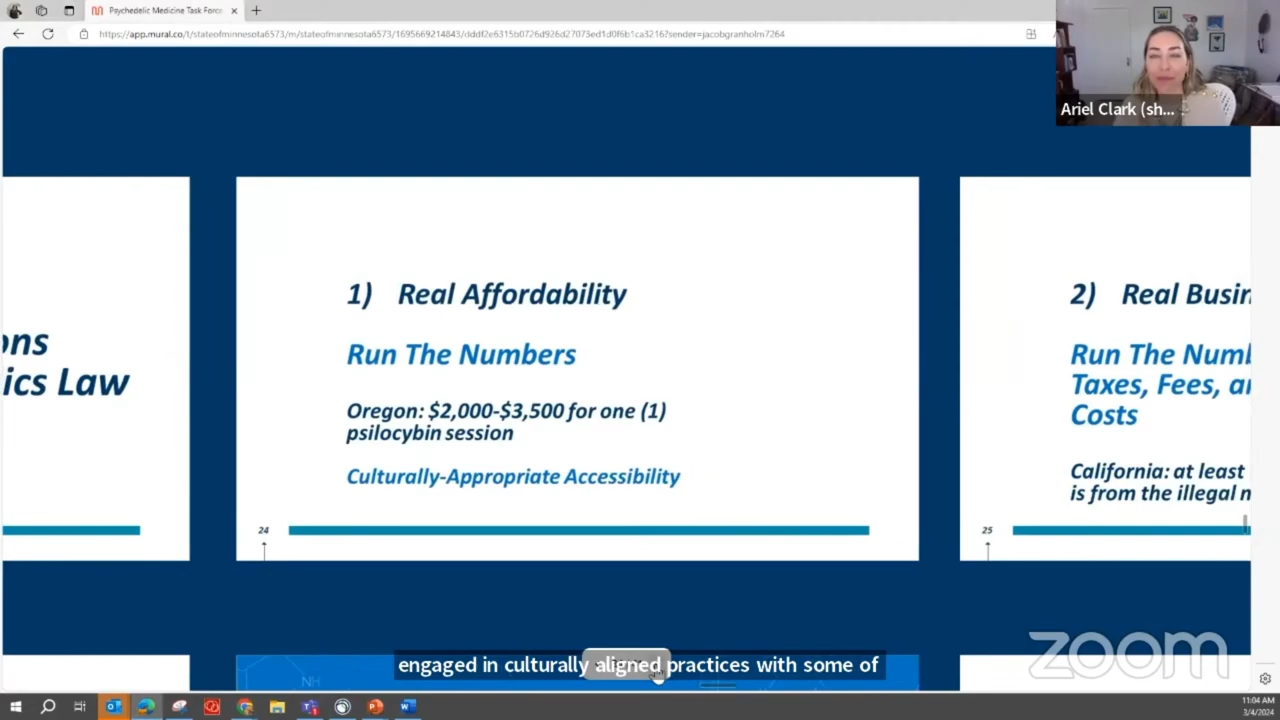 Psychedelic Medicine Task Force
https://app.mural.co/t/stateofminnesota6573/m/stateofminnesota6573/1695669214843/dddf2e6315b0726d926d27073ed1d0f6b1ca3216?sender=jacobgranholm7264
Ariel Clark (sh...
ons
ics Law
1) Real Affordability
Run The Numbers
Oregon: $2,000-$3,500 for one (1)
psilocybin session
Culturally-Appropriate Accessibility
24
2) Real Busin
Run The Numb
Taxes, Fees, an
Costs
California: at least
is from the illegal m
25
NH
engaged in culturally aligned practices with some of
zoom
11:04 AM
3/4/2024